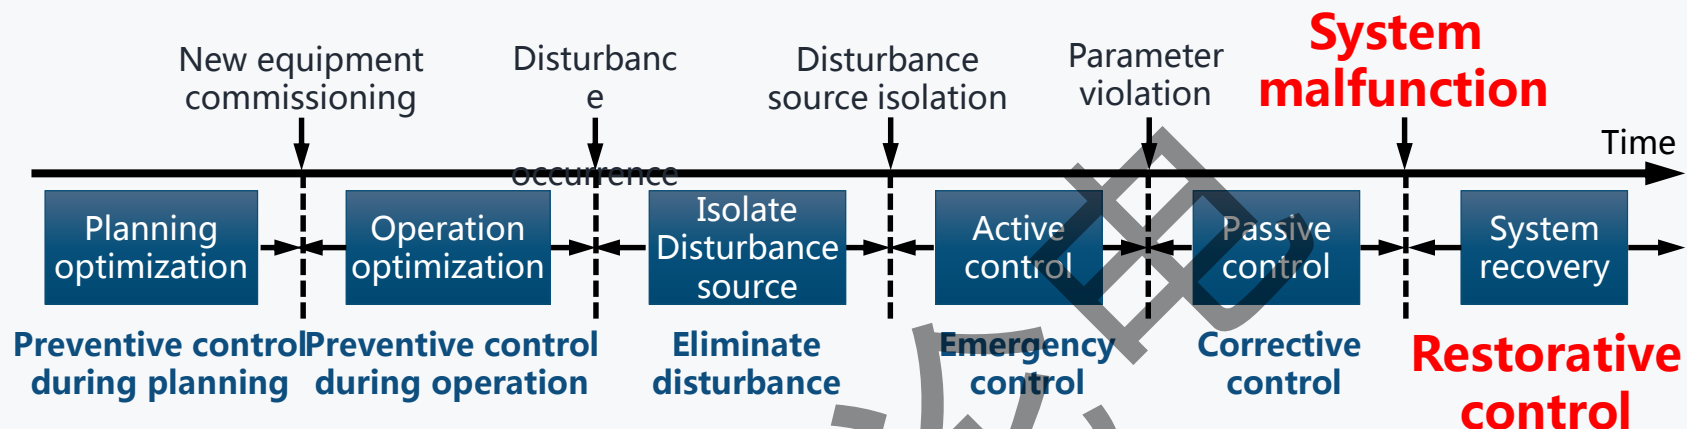 New equipment
commissioning
Disturbanc
e
occurrence
Disturbance
source isolation
Parameter
violation
System
malfunction
Time
Planning
optimization
Operation
optimization
Isolate
Disturbance
source
Active
control
Passive
control
System
recovery
Preventive control
during planning
Preventive control
during operation
Eliminate
disturbance
Emergency
control
Corrective
control
Restorative
control